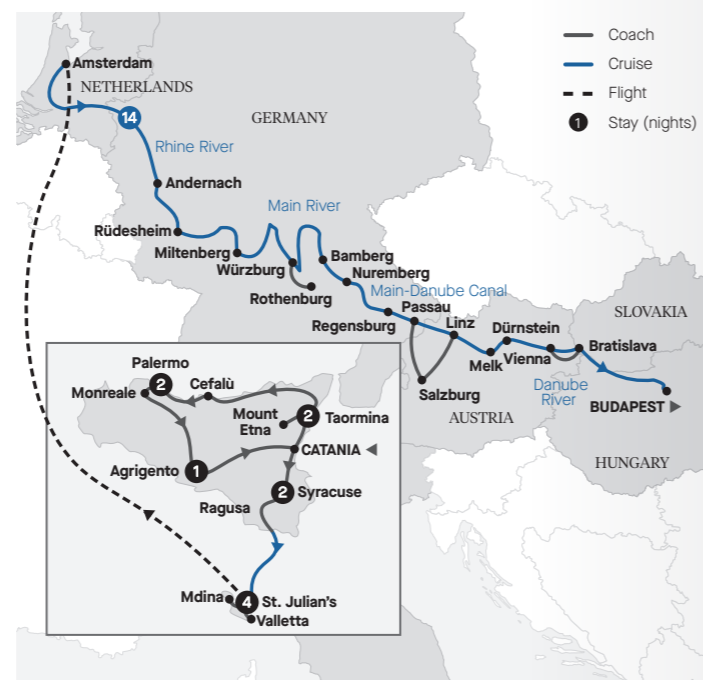 Coach
Cruise
Flight
1 Stay (nights)
Amsterdam
NETHERLANDS
14
GERMANY
Rhine River
Andernach
Main River
Rüdesheim
Miltenberg
Würzburg
Bamberg
Nuremberg
Rothenburg
Main-Danube Canal
Regensburg
Passau
Linz
Dürnstein
SLOVAKIA
Melk
Vienna
Bratislava
Salzburg
Danube
River
BUDAPEST
AUSTRIA
HUNGARY
Palermo
2
Cefalù
Monreale
Mount
Etna
2
Taormina
CATANIA
Agrigento
1
2
Syracuse
Ragusa
Mdina
4
St. Julian's
Valletta